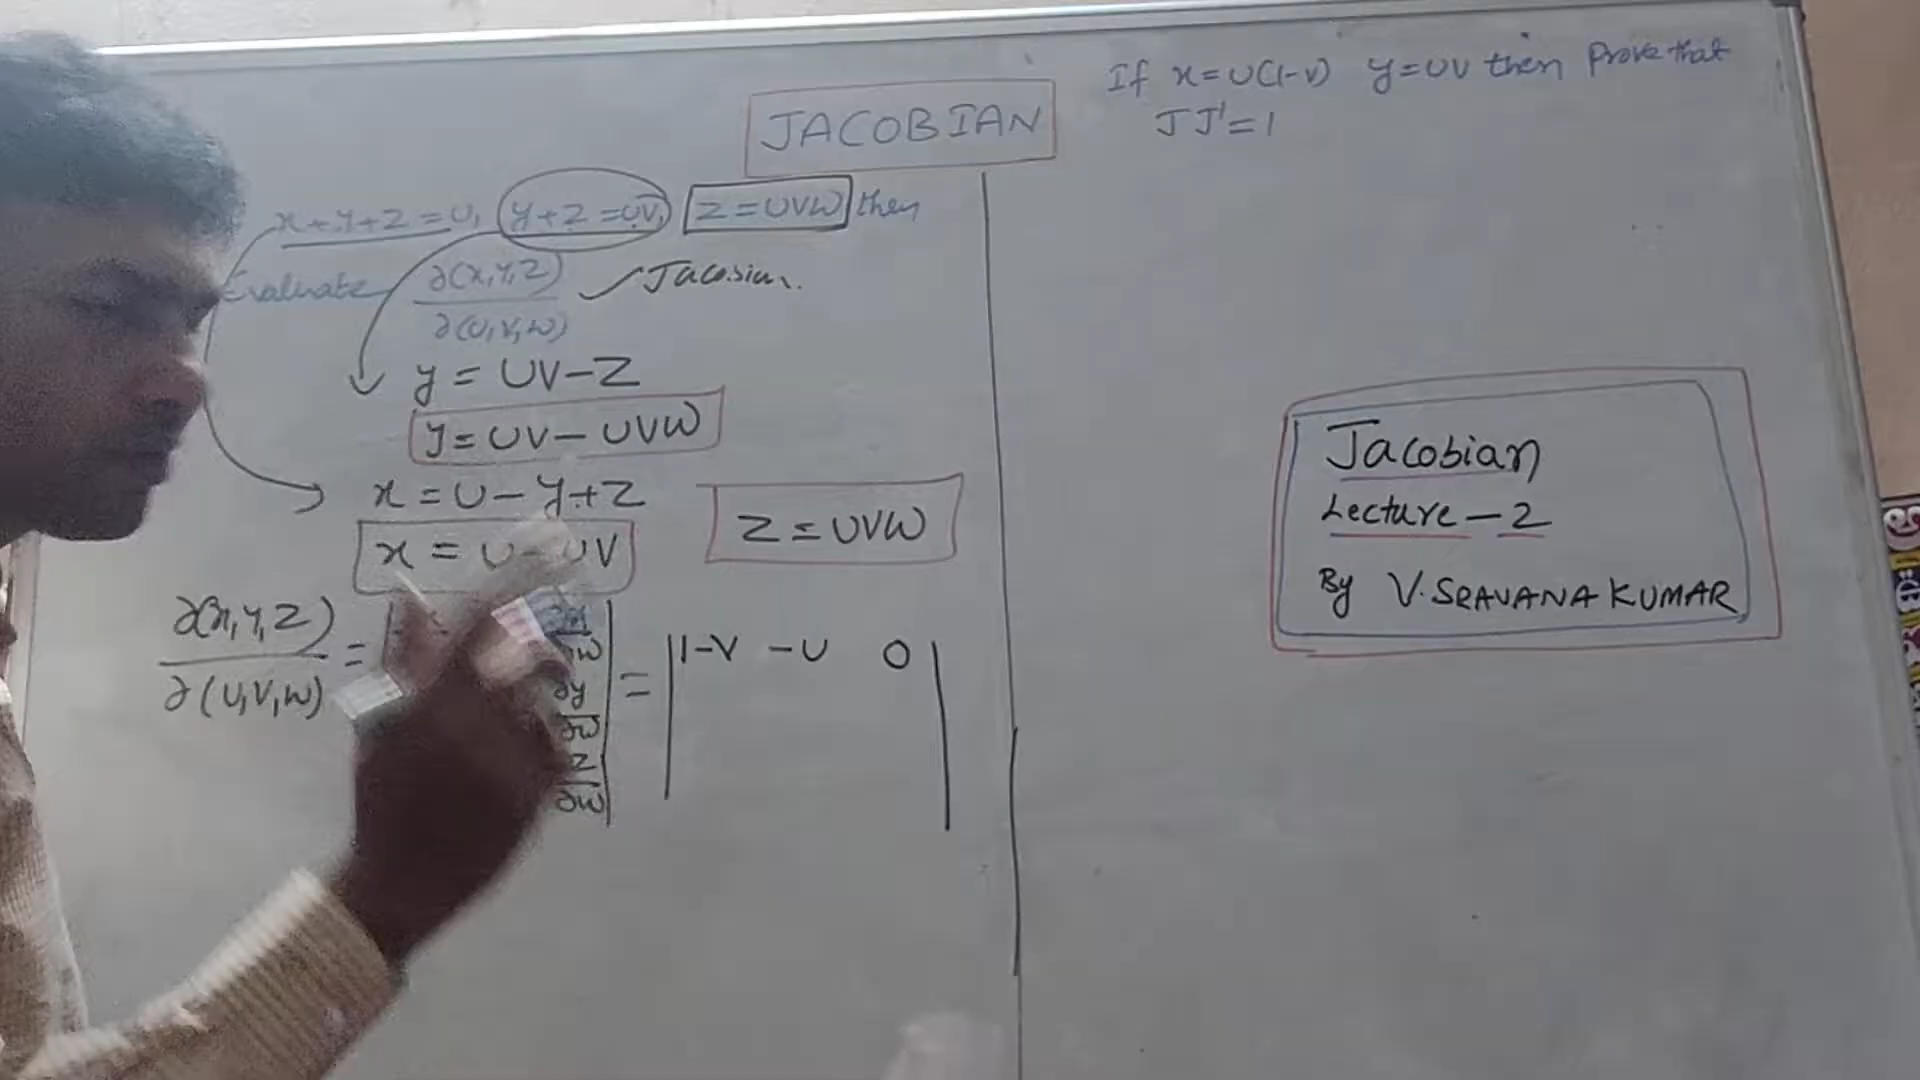 JACOBIAN
x+y+z=u, y+z=uv, z=uvw then
Evaluate ∂(x,y,z)/∂(u,v,w) Jacobian.
y = uv-z
y = uv-uvw
x = u-y+z
x = u-uv
z = uvw
∂(x,y,z)/∂(u,v,w) = | ∂w ∂y/∂w ∂w | = | 1-v -u 0 |
If x=u(1-v) y=uv then Prove that
JJ'=1
Jacobian
Lecture-2
By V.SRAVANA KUMAR